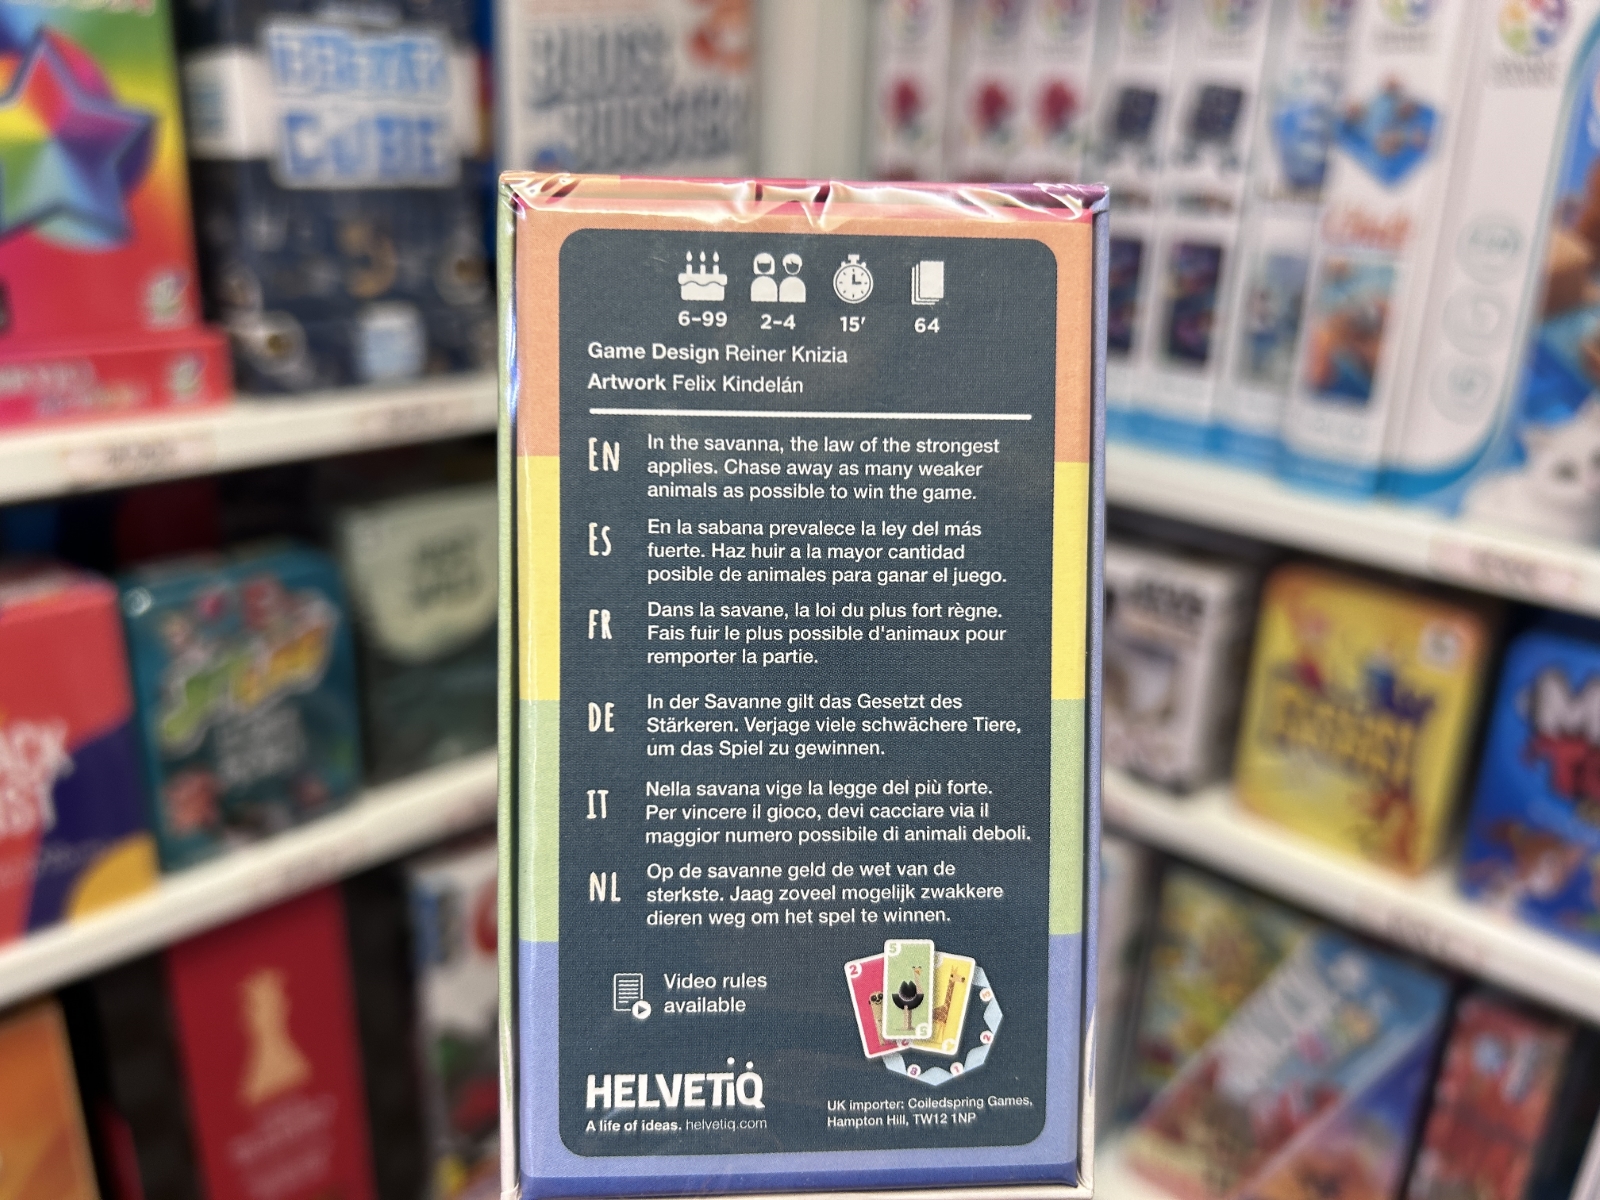 6-99
2-4
15'
64
Game Design Reiner Knizia
Artwork Felix Kindelán
EN
In the savanna, the law of the strongest
applies. Chase away as many weaker
animals as possible to win the game.
ES
En la sabana prevalece la ley del más
fuerte. Haz huir a la mayor cantidad
posible de animales para ganar el juego.
FR
Dans la savane, la loi du plus fort règne.
Fais fuir le plus possible d'animaux pour
remporter la partie.
DE
In der Savanne gilt das Gesetzt des
Stärkeren. Verjage viele schwächere Tiere,
um das Spiel zu gewinnen.
IT
Nella savana vige la legge del più forte.
Per vincere il gioco, devi cacciare via il
maggior numero possibile di animali deboli.
NL
Op de savanne geld de wet van de
sterkste. Jaag zoveel mogelijk zwakkere
dieren weg om het spel te winnen.
Video rules
available
2
5
5
HELVETIQ
A life of ideas. helvetiq.com
UK importer: Coiledspring Games,
Hampton Hill, TW12 1NP
CUBE